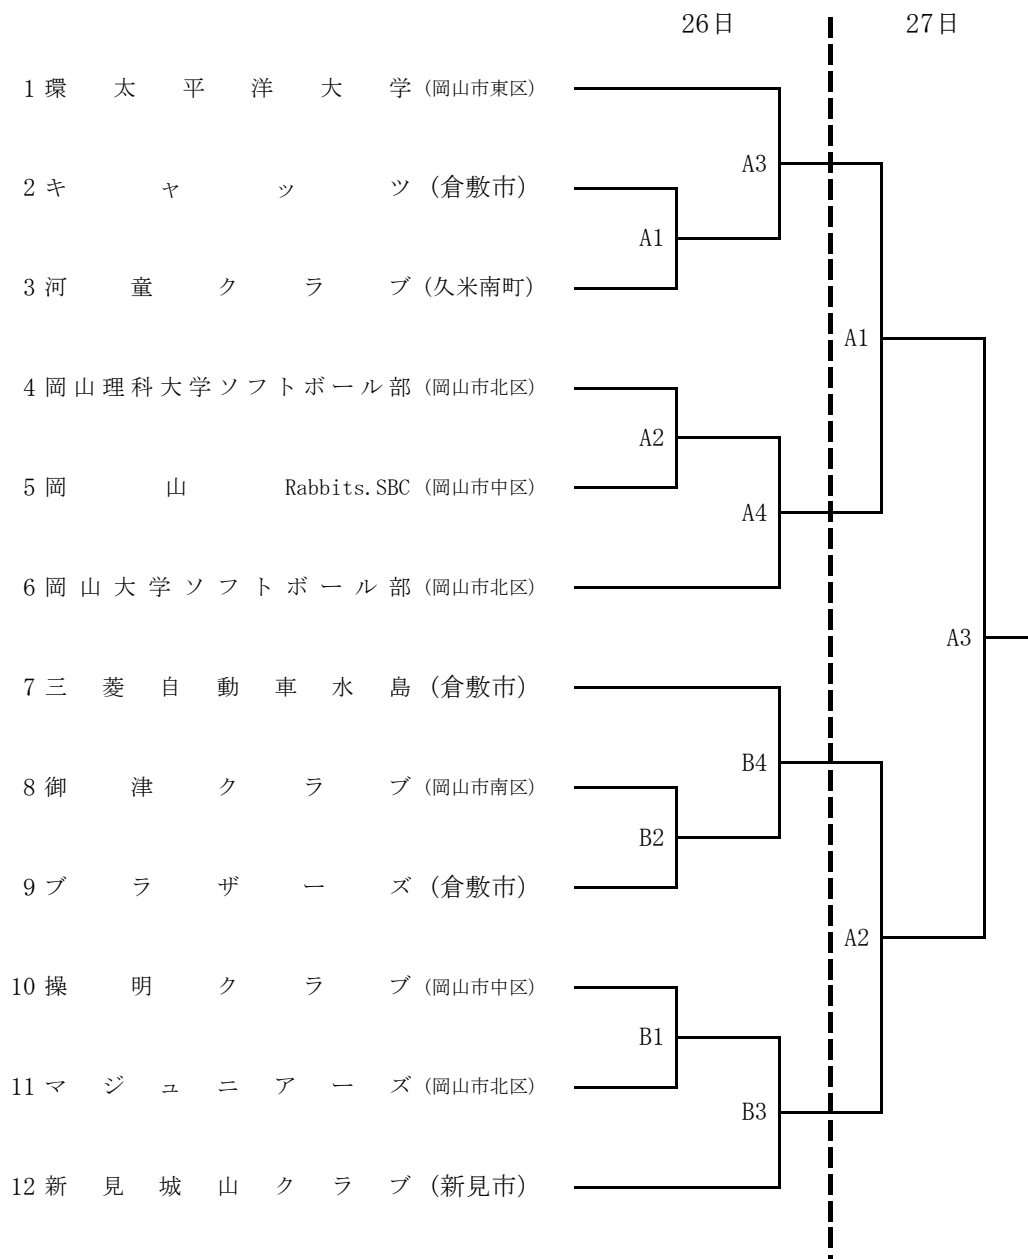 26日 27日
1 環太平洋大学 (岡山市東区)
A3
2 キャッツ (倉敷市)
A1
3 河童クラブ (久米南町)
A1
4 岡山理科大学ソフトボール部 (岡山市北区)
A2
5 岡山 Rabbits.SBC (岡山市中区)
A4
6 岡山大学ソフトボール部 (岡山市北区)
A3
7 三菱自動車水島 (倉敷市)
B4
8 御津クラブ (岡山市南区)
B2
9 ブラザーズ (倉敷市)
A2
10 操明クラブ (岡山市中区)
B1
11 マジュニアーズ (岡山市北区)
B3
12 新見城山クラブ (新見市)